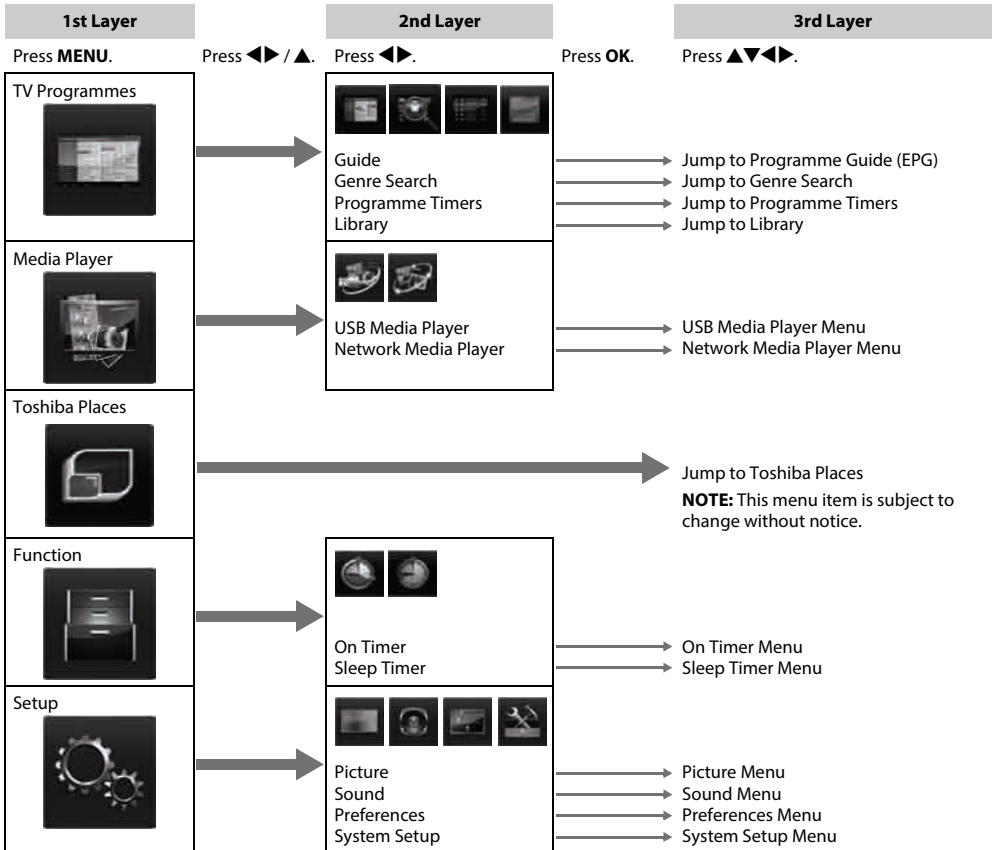 1st Layer
2nd Layer
3rd Layer
Press MENU.
Press ◀▶ / ▲.
Press ◀▶.
Press OK.
Press ▲▼◀▶.
TV Programmes
Guide
Genre Search
Programme Timers
Library
Jump to Programme Guide (EPG)
Jump to Genre Search
Jump to Programme Timers
Jump to Library
Media Player
USB Media Player
Network Media Player
USB Media Player Menu
Network Media Player Menu
Toshiba Places
Jump to Toshiba Places
NOTE: This menu item is subject to
change without notice.
Function
On Timer
Sleep Timer
On Timer Menu
Sleep Timer Menu
Setup
Picture
Sound
Preferences
System Setup
Picture Menu
Sound Menu
Preferences Menu
System Setup Menu